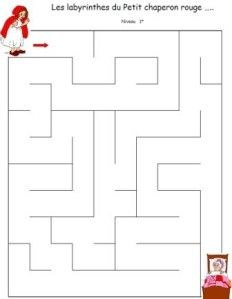 Les labyrinthes du Petit chaperon rouge ....
Niveau 1*